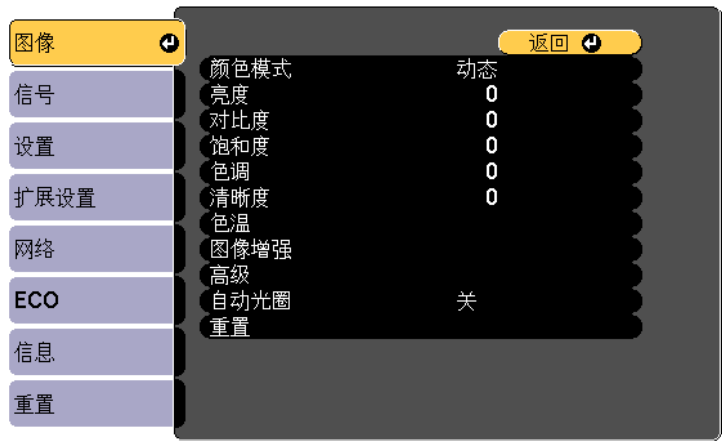 图像
信号
设置
扩展设置
网络
ECO
信息
重置
返回
颜色模式 动态
亮度 0
对比度 0
饱和度 0
色调 0
清晰度 0
色温
图像增强
高级
自动光圈 关
重置